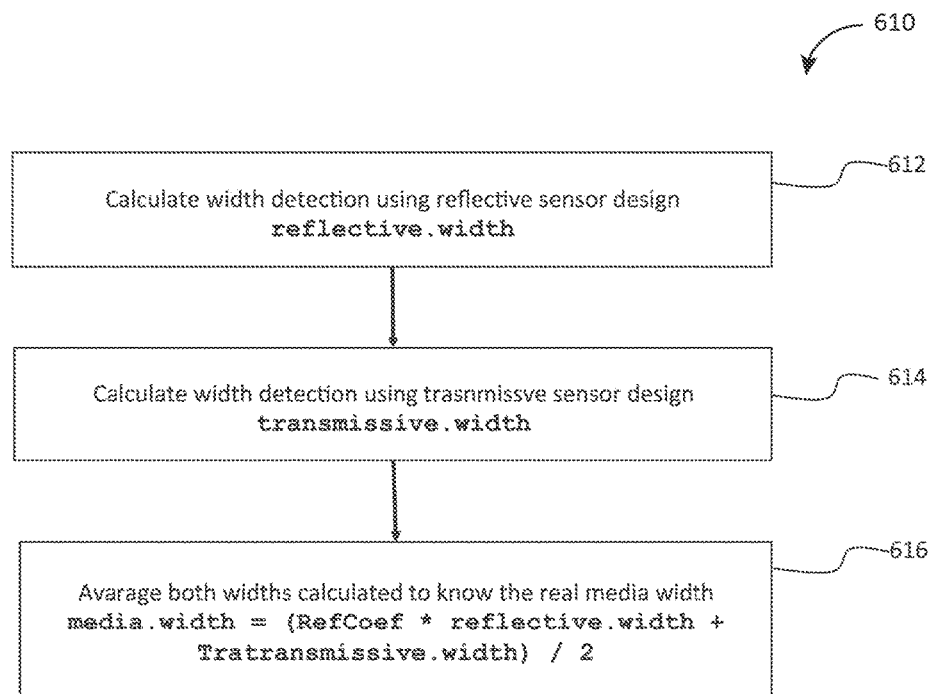 610
612
Calculate width detection using reflective sensor design
reflective.width
614
Calculate width detection using trasnmissve sensor design
transmissive.width
616
Avarage both widths calculated to know the real media width
media.width = (RefCoef * reflective.width +
Tratransmissive.width) / 2